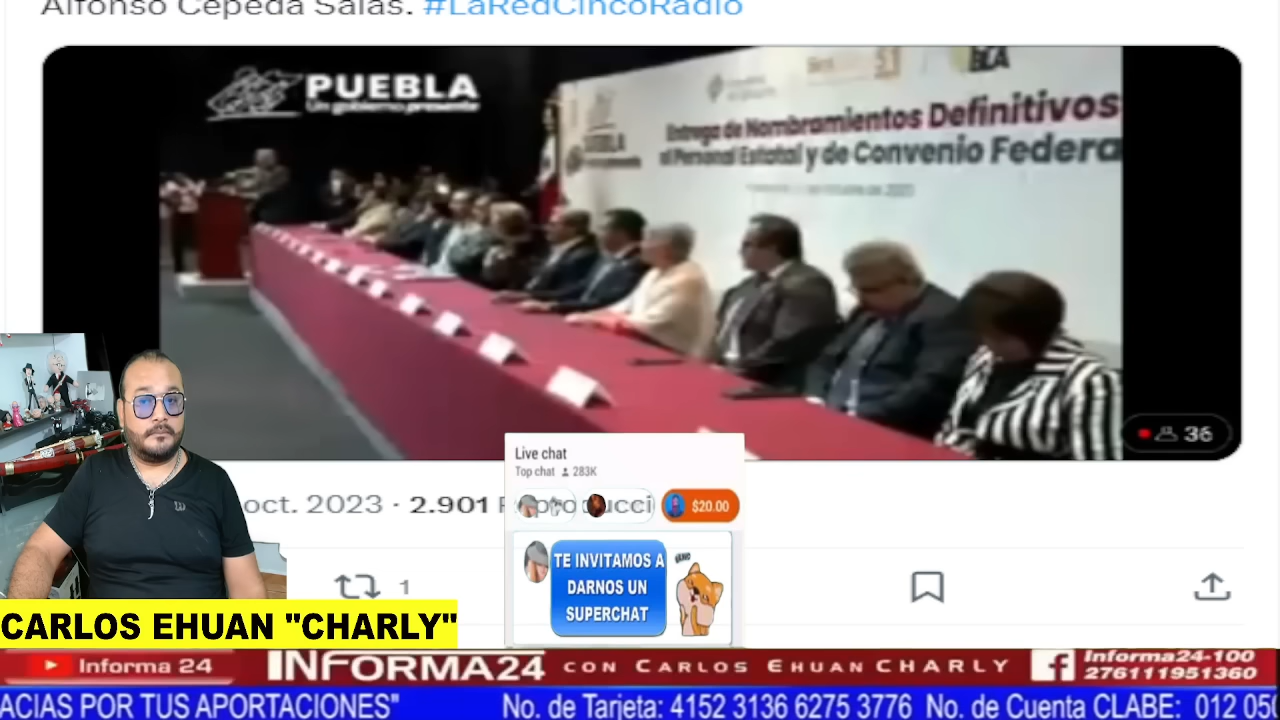 Alfonso Cepeda Salas. #LaRedCincoRadio
PUEBLA
Un gobierno presente
PUEBLA
Entrega de Nombramientos Definitivos
al Personal Estatal y de Convenio Federa
36
oct. 2023 · 2.901
Live chat
Top chat 283K
$20.00
TE INVITAMOS A
DARNOS UN
SUPERCHAT
1
CARLOS EHUAN "CHARLY"
Informa 24
INFORMA24 CON CARLOS EHUAN CHARLY
Informa24-100
276111951360
ACIAS POR TUS APORTACIONES" No. de Tarjeta: 4152 3136 6275 3776 No. de Cuenta CLABE: 012 050